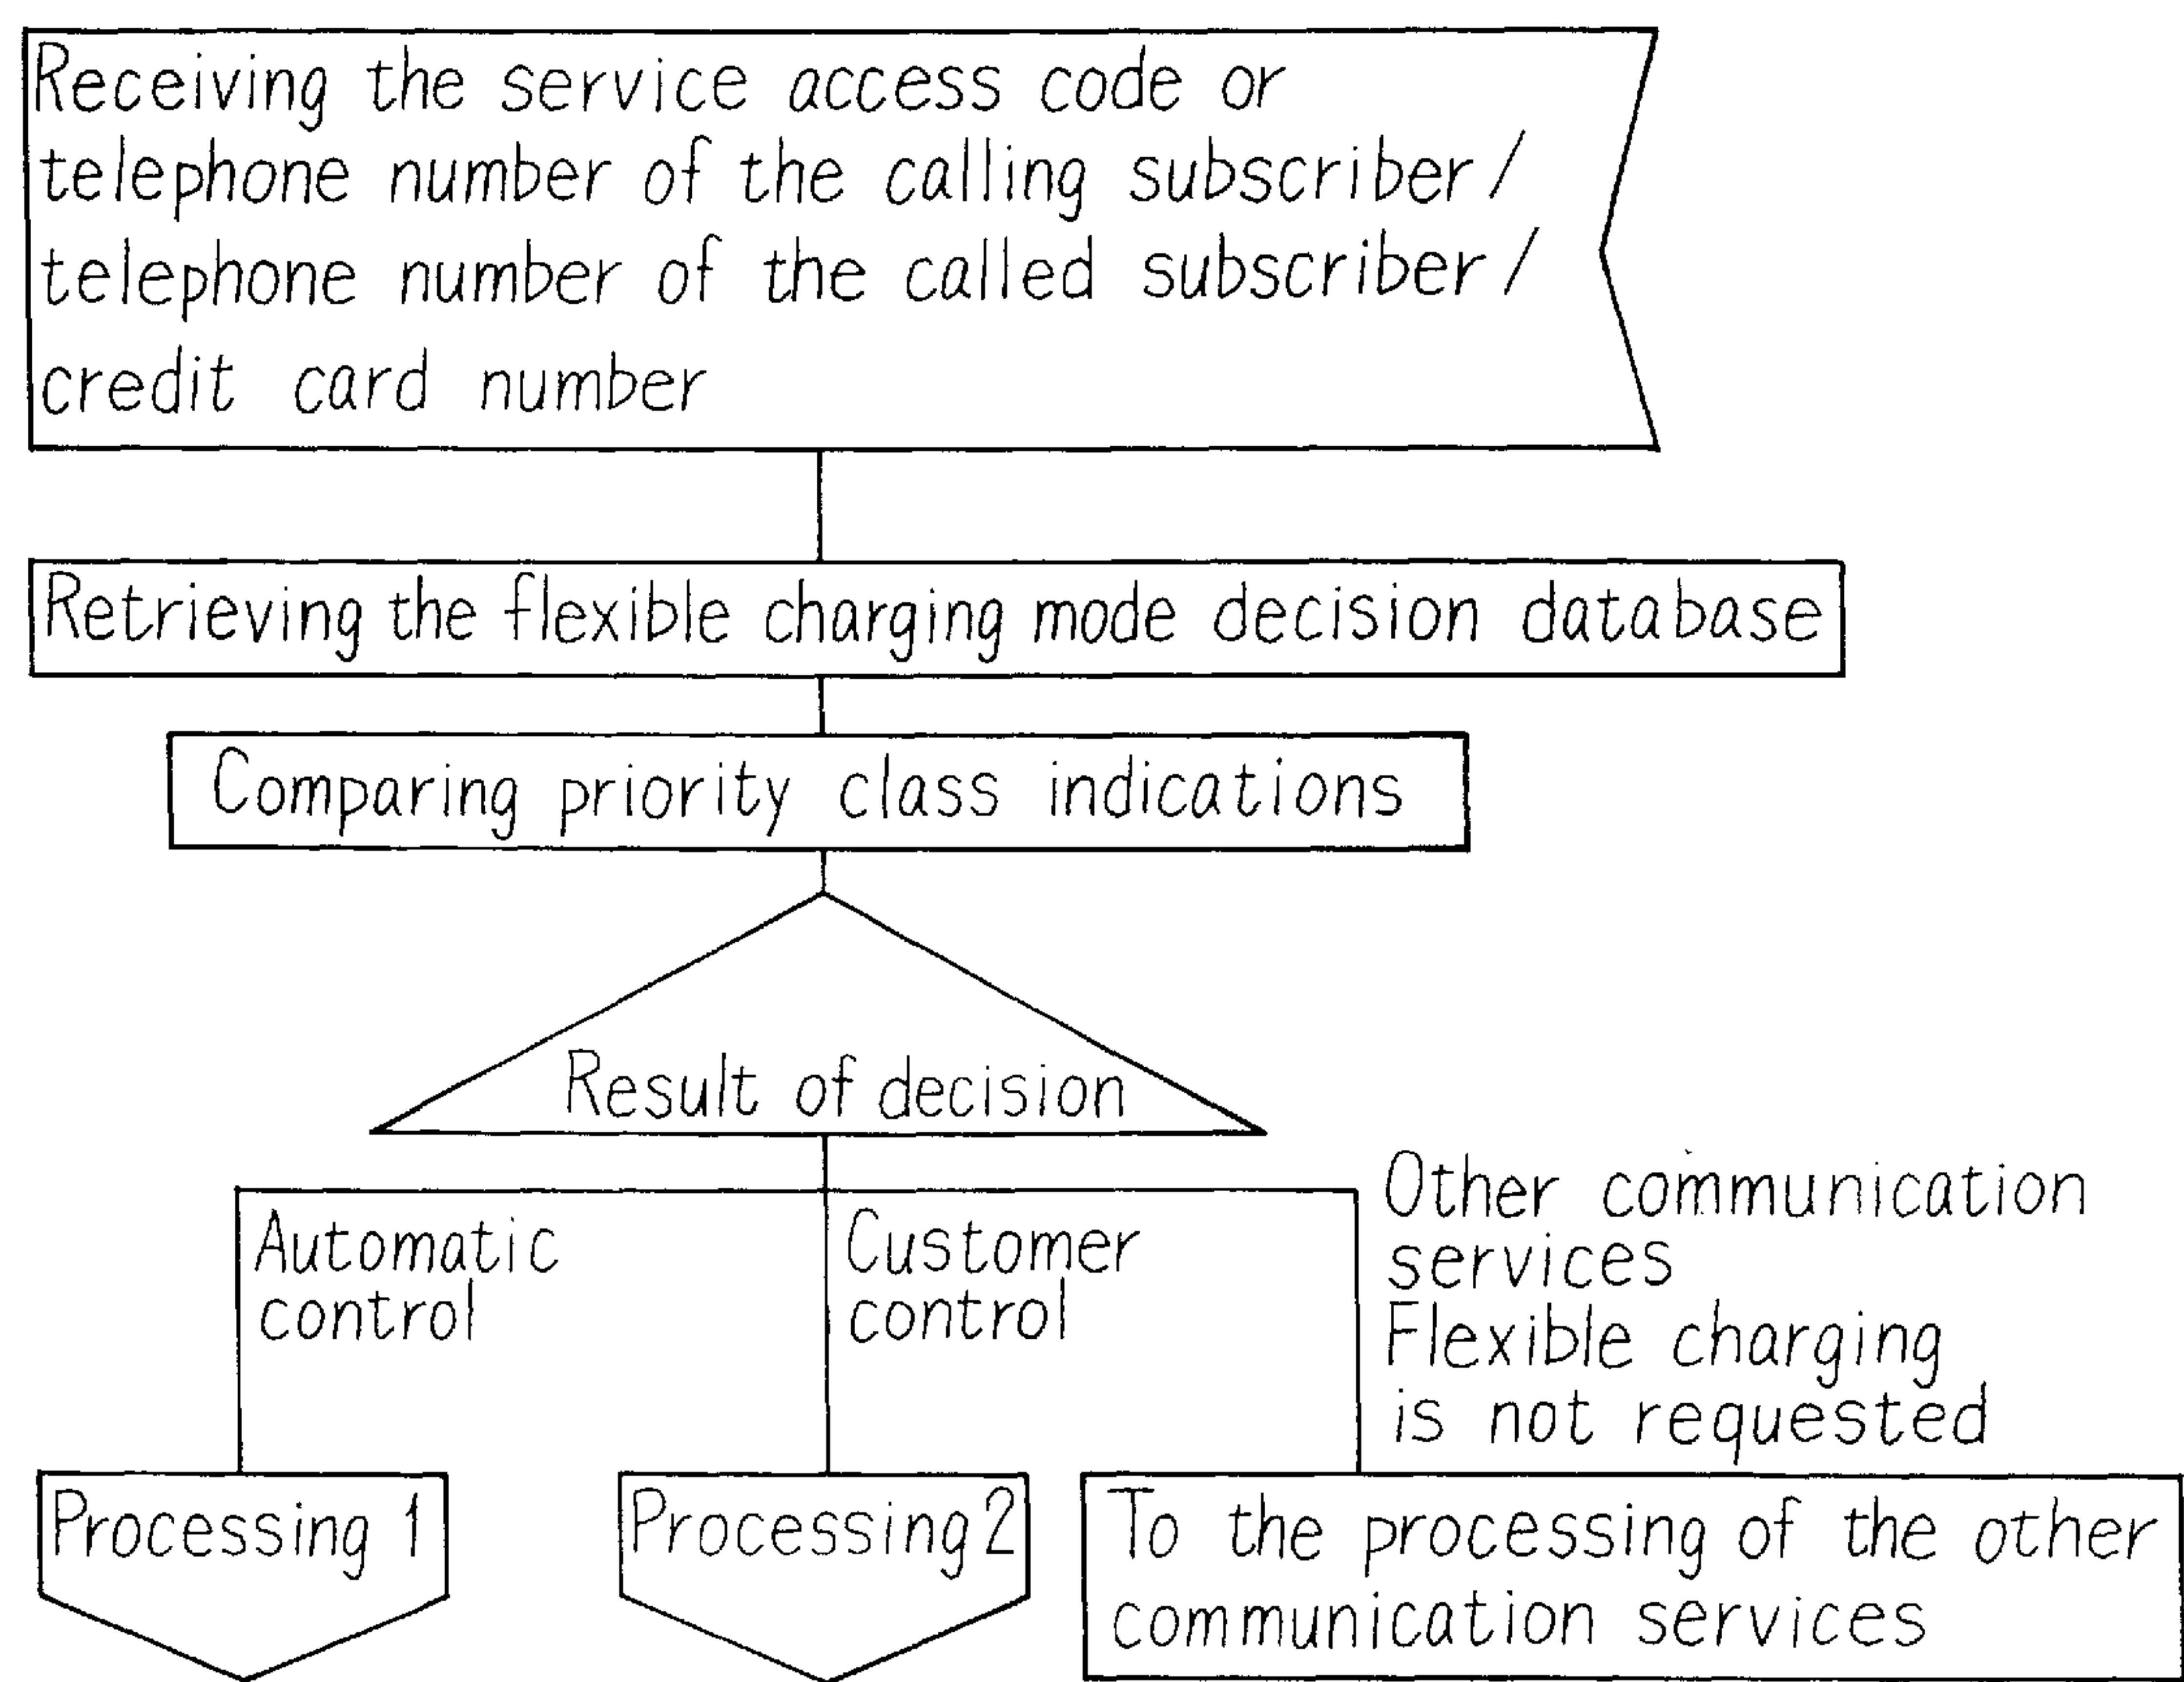 Receiving the service access code or
telephone number of the calling subscriber /
telephone number of the called subscriber /
credit card number
Retrieving the flexible charging mode decision database
Comparing priority class indications
Result of decision
Automatic
control
Customer
control
Other communication
services
Flexible charging
is not requested
Processing 1
Processing 2
To the processing of the other
communication services